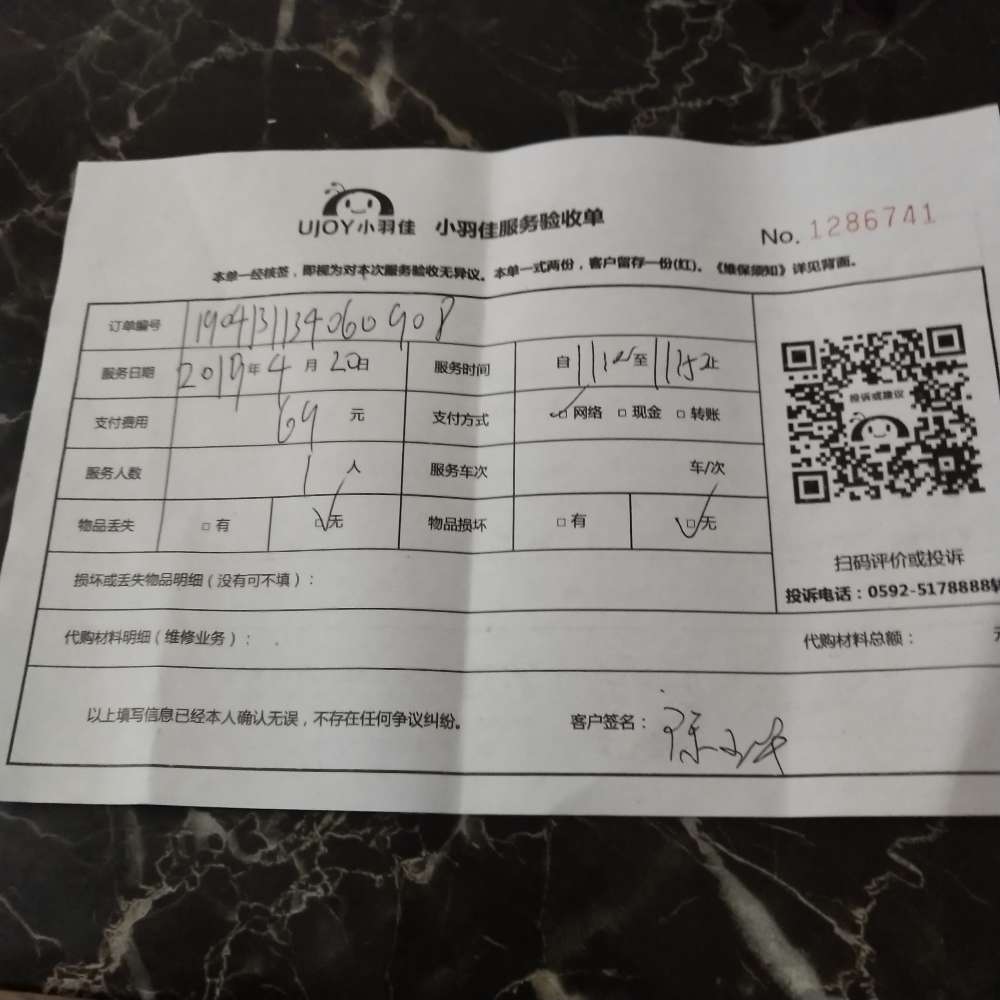 UJOY小羽佳 小羽佳服务验收单
No. 1286741
本单一经核签，即视为对本次服务验收无异议。本单一式两份，客户留存一份(红)。《维保须知》详见背面。
订单编号 190413113406090 8
服务日期 2019年4月20日 服务时间 自 至 止
支付费用 69 元 支付方式 □网络 □现金 □转账
服务人数 1 人 服务车次 车/次
物品丢失 □有 □无 物品损坏 □有 □无
投诉或建议
扫码评价或投诉
投诉电话：0592-5178888转
损坏或丢失物品明细（没有可不填）：
代购材料明细（维修业务）： 代购材料总额：
以上填写信息已经本人确认无误，不存在任何争议纠纷。 客户签名：